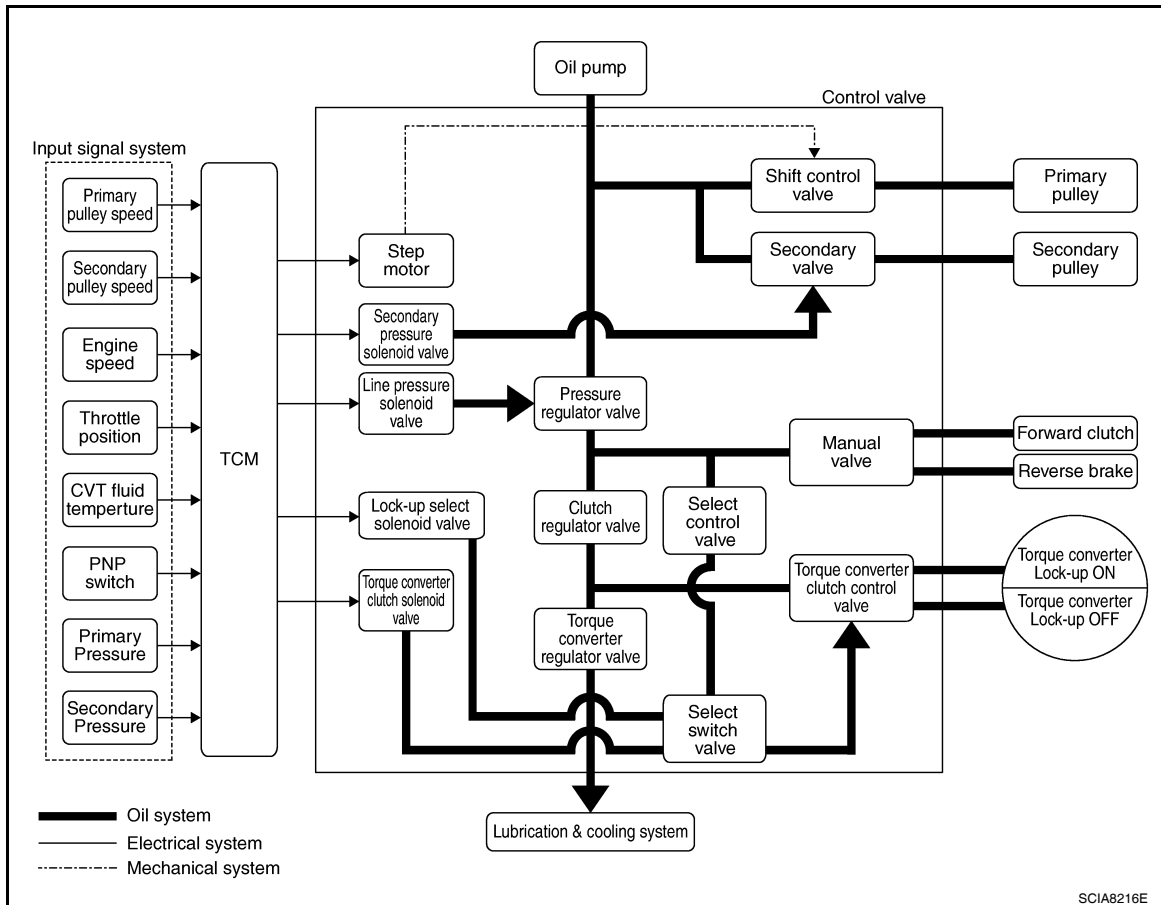 Oil pump
Control valve
Input signal system
Primary
pulley speed
Secondary
pulley speed
Engine
speed
Throttle
position
CVT fluid
temperture
PNP
switch
Primary
Pressure
Secondary
Pressure
TCM
Step
motor
Secondary
pressure
solenoid valve
Line pressure
solenoid
valve
Lock-up select
solenoid valve
Torque converter
clutch solenoid
valve
Pressure
regulator valve
Clutch
regulator valve
Torque
converter
regulator valve
Shift control
valve
Secondary
valve
Manual
valve
Select
control
valve
Torque converter
clutch control
valve
Select
switch
valve
Primary
pulley
Secondary
pulley
Forward clutch
Reverse brake
Torque converter
Lock-up ON
Torque converter
Lock-up OFF
Lubrication & cooling system
Oil system
Electrical system
Mechanical system
SCIA8216E